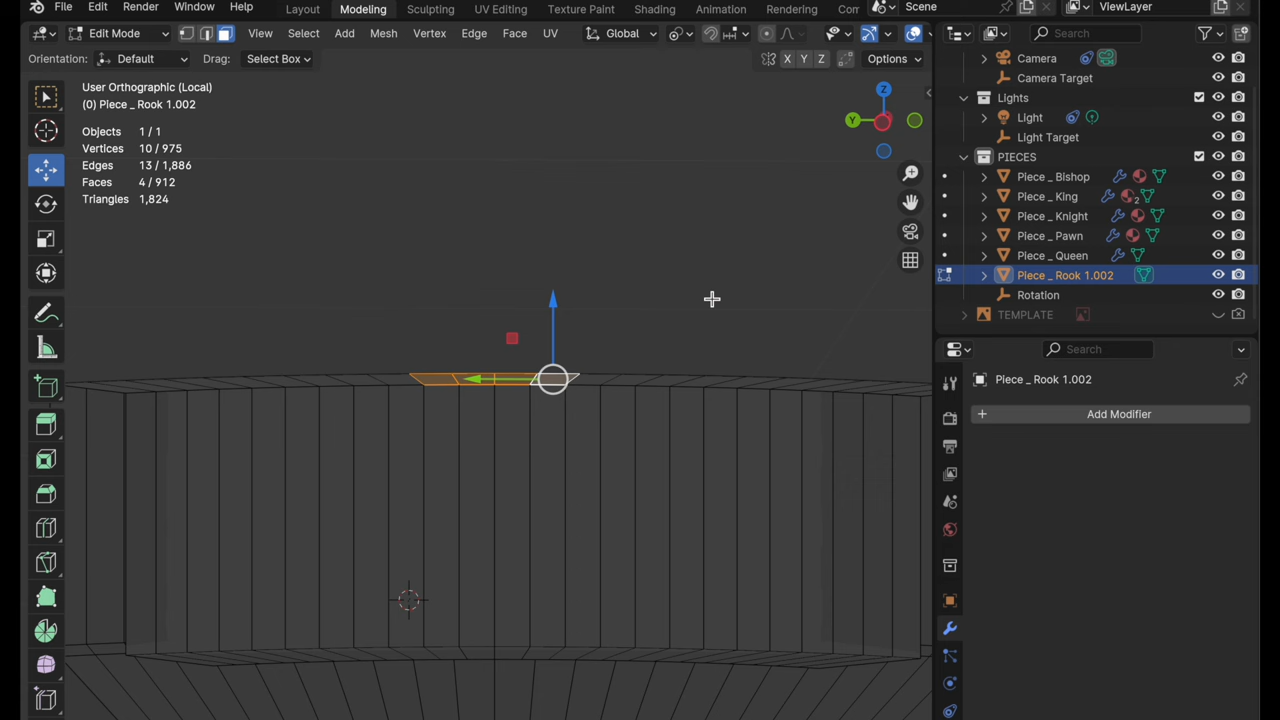 File Edit Render Window Help Layout Modeling Sculpting UV Editing Texture Paint Shading Animation Rendering Scene ViewLayer
Edit Mode View Select Add Mesh Vertex Edge Face UV Global Search
Orientation: Default Drag: Select Box X Y Z Options
User Orthographic (Local)
(0) Piece _ Rook 1.002
Objects 1 / 1
Vertices 10 / 975
Edges 13 / 1,886
Faces 4 / 912
Triangles 1,824
Z
Y
Camera
Camera Target
Lights
Light
Light Target
PIECES
Piece _ Bishop
Piece _ King 2
Piece _ Knight
Piece _ Pawn
Piece _ Queen
Piece _ Rook 1.002
Rotation
TEMPLATE
Search
Piece _ Rook 1.002
+ Add Modifier